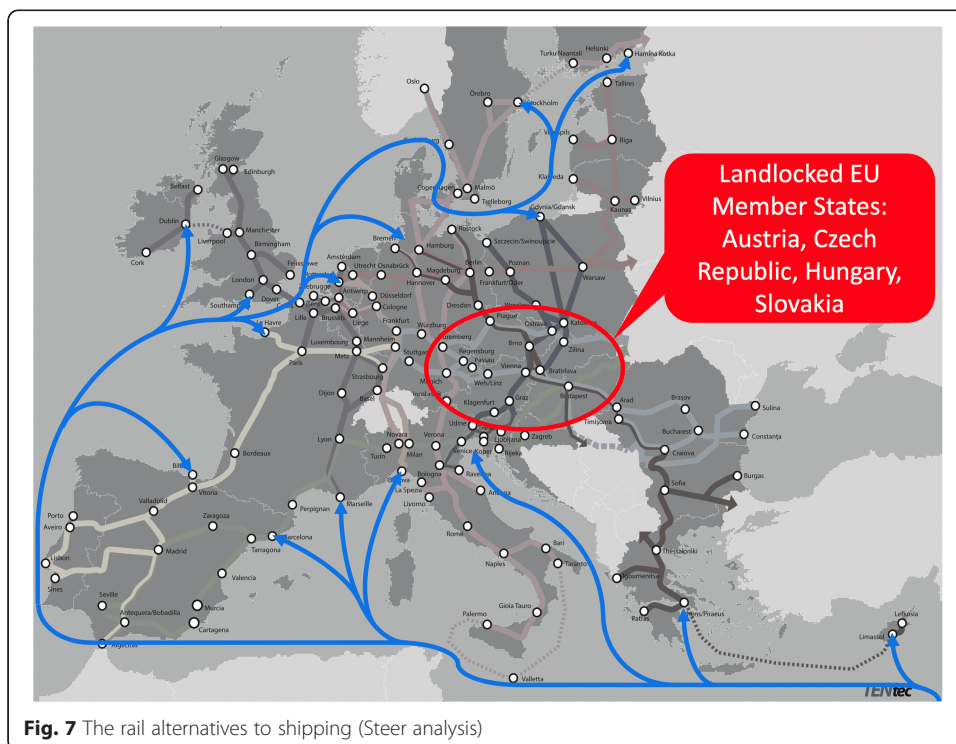 Helsinki
Hamina Kotka
Turku/Naantali
Oslo
Örebro
Tallinn
Riga
Glasgow
Edinburgh
Belfast
Malmö
Vilnius
Kaunas
Landlocked EU
Member States:
Austria, Czech
Republic, Hungary,
Slovakia
Dublin
Manchester
Liverpool
Rostock
Szczecin/Swinoujscie
Gdynia/Gdansk
Cork
Birmingham
Bremen
Hamburg
Felixstowe
Amsterdam
Berlin
Poznan
Utrecht
Osnabrück
Magdeburg
Warsaw
London
Hannover
Frankfurt/Oder
Antwerp
Düsseldorf
Dover
Dresden
Southampton
Cologne
Lille
Brussels
Liège
Prague
Katowice
Le Havre
Frankfurt
Würzburg
Ostrava
Luxembourg
Mannheim
Nuremberg
Brno
Zilina
Paris
Metz
Stuttgart
Regensburg
Passau
Vienna
Strasbourg
Munich
Wels/Linz
Bratislava
Basel
Innsbruck
Budapest
Dijon
Klagenfurt
Graz
Arad
Brașov
Sulina
Timișoara
Udine
Ljubljana
Zagreb
Bucharest
Constanța
Lyon
Novara
Verona
Venice
Koper
Rijeka
Craiova
Turin
Milan
Bordeaux
Bologna
Ravenna
Genova
La Spezia
Burgas
Sofia
Livorno
Ancona
Vitoria
Marseille
Perpignan
Valladolid
Porto
Zaragoza
Aveiro
Barcelona
Rome
Tarragona
Madrid
Bari
Thessaloniki
Lisbon
Naples
Taranto
Valencia
Igoumenitsa
Sines
Seville
Gioia Tauro
Murcia
Palermo
Patras
Athens/Piraeus
Antequera/Bobadilla
Lefkosia
Cartagena
Limassol
Algeciras
Valletta
TENtec
Fig. 7 The rail alternatives to shipping (Steer analysis)